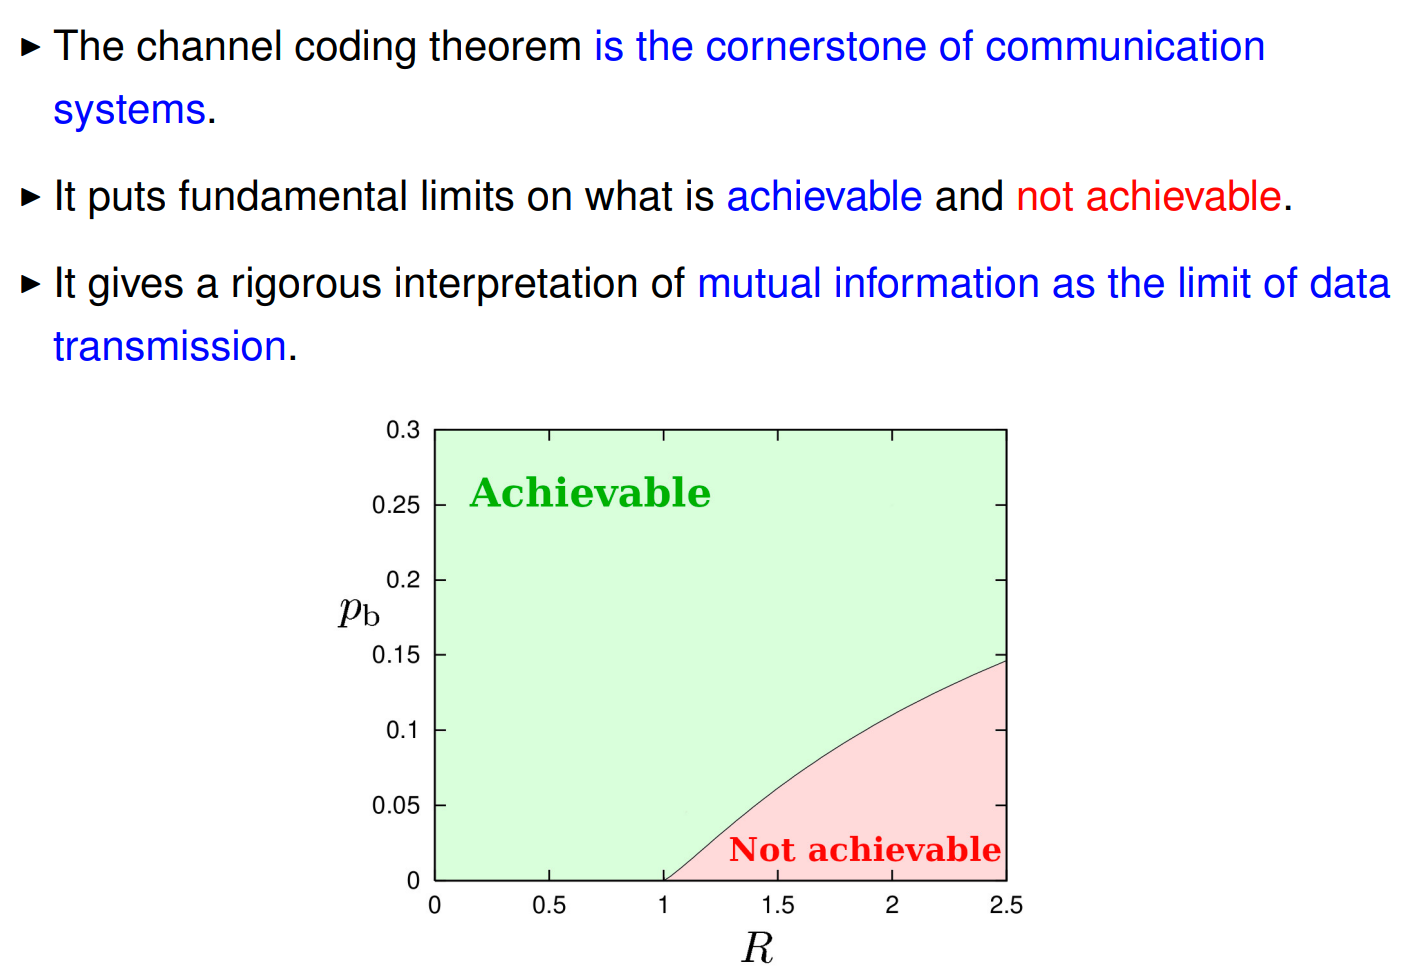 ▶ The channel coding theorem is the cornerstone of communication
systems.
▶ It puts fundamental limits on what is achievable and not achievable.
▶ It gives a rigorous interpretation of mutual information as the limit of data
transmission.
0.3
Achievable
0.25
0.2
p_b
0.15
0.1
0.05
Not achievable
0
0 0.5 1 1.5 2 2.5
R